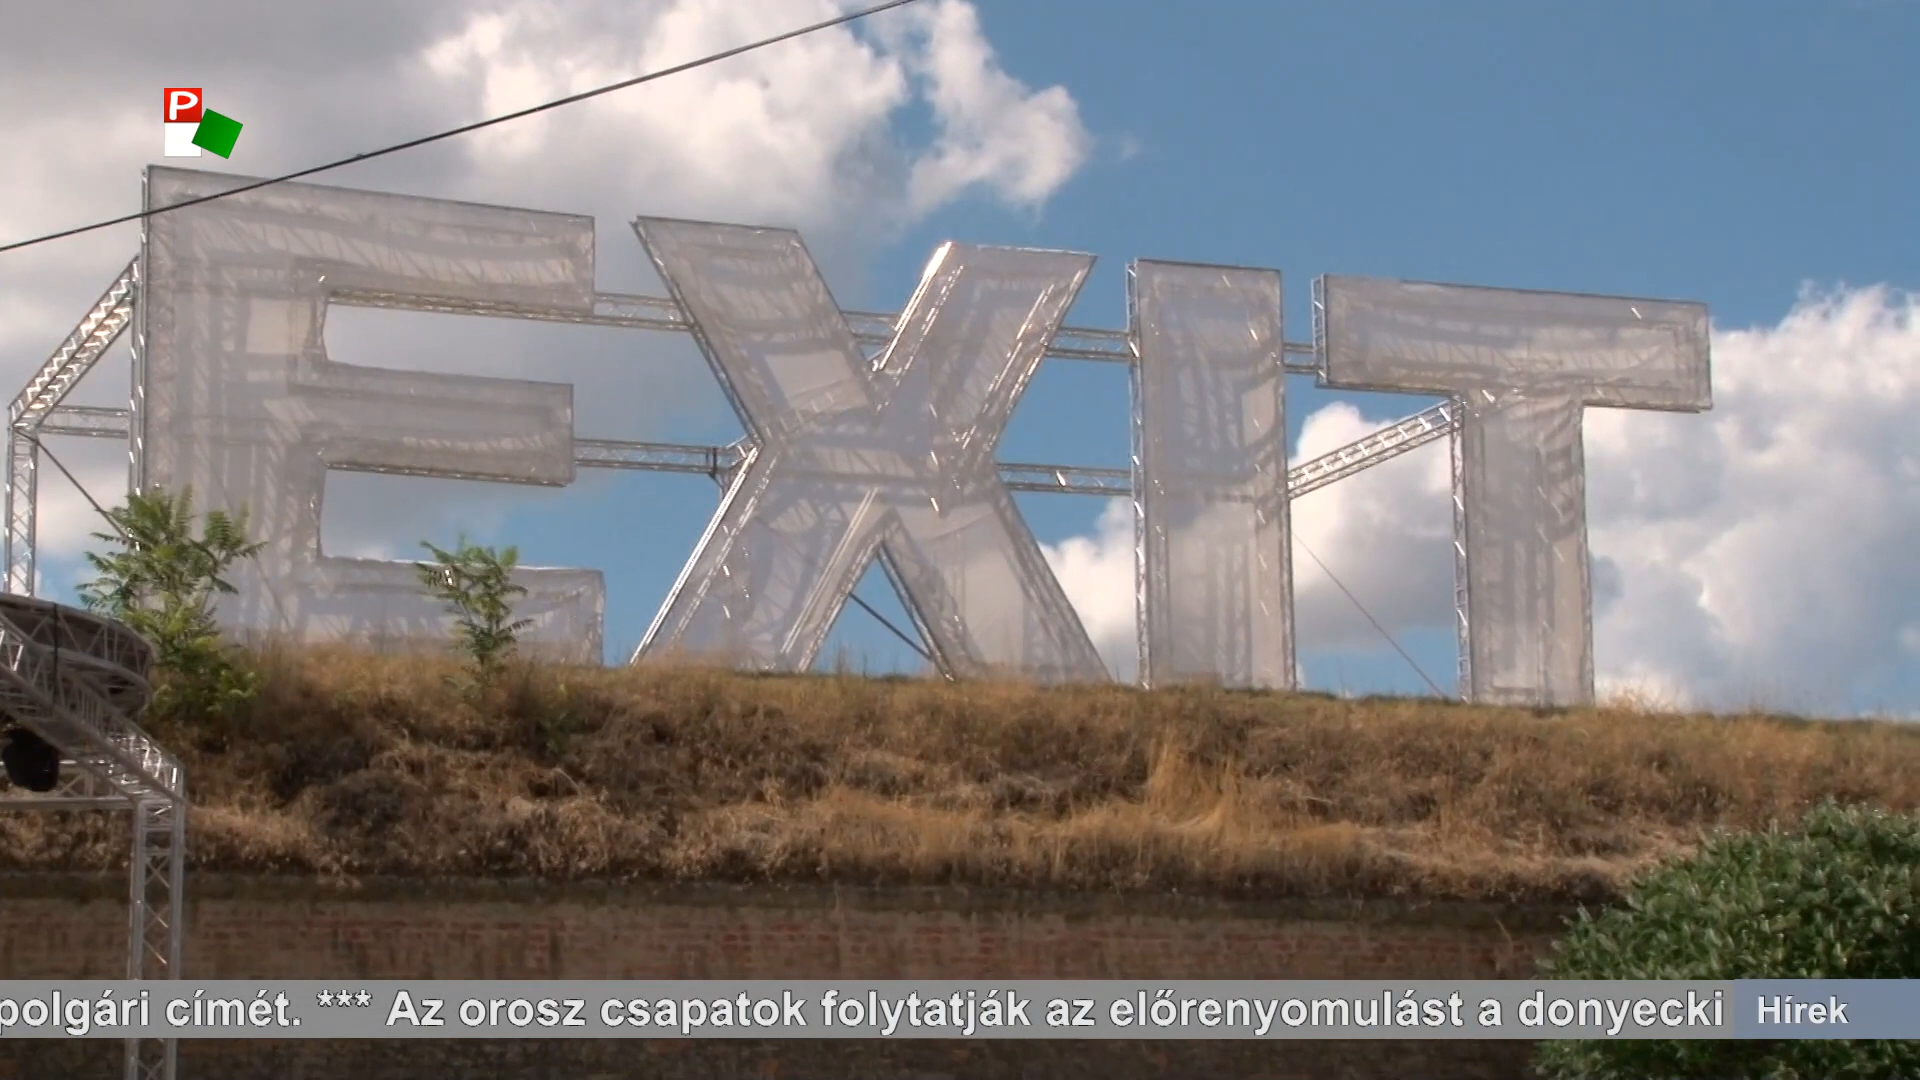 P
EXIT
polgári címét. *** Az orosz csapatok folytatják az előrenyomulást a donyecki
Hírek